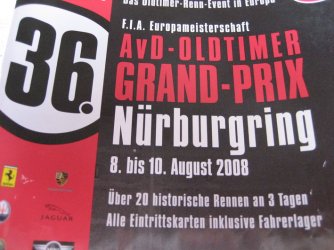 Das Oldtimer-Renn-Event in Europa
F.I.A. Europameisterschaft
36.
AvD-OLDTIMER
GRAND-PRIX
Nürburgring
8. bis 10. August 2008
Über 20 historische Rennen an 3 Tagen
Alle Eintrittskarten inklusive Fahrerlager
JAGUAR